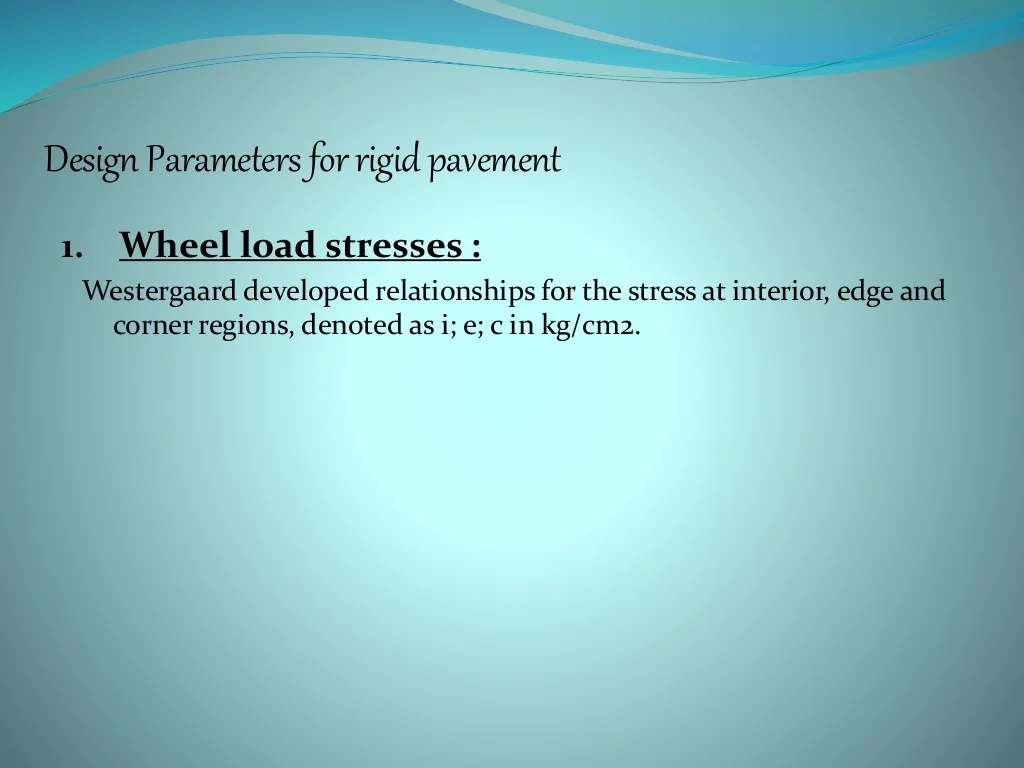 Design Parameters for rigid pavement
1. Wheel load stresses :
Westergaard developed relationships for the stress at interior, edge and
corner regions, denoted as i; e; c in kg/cm2.